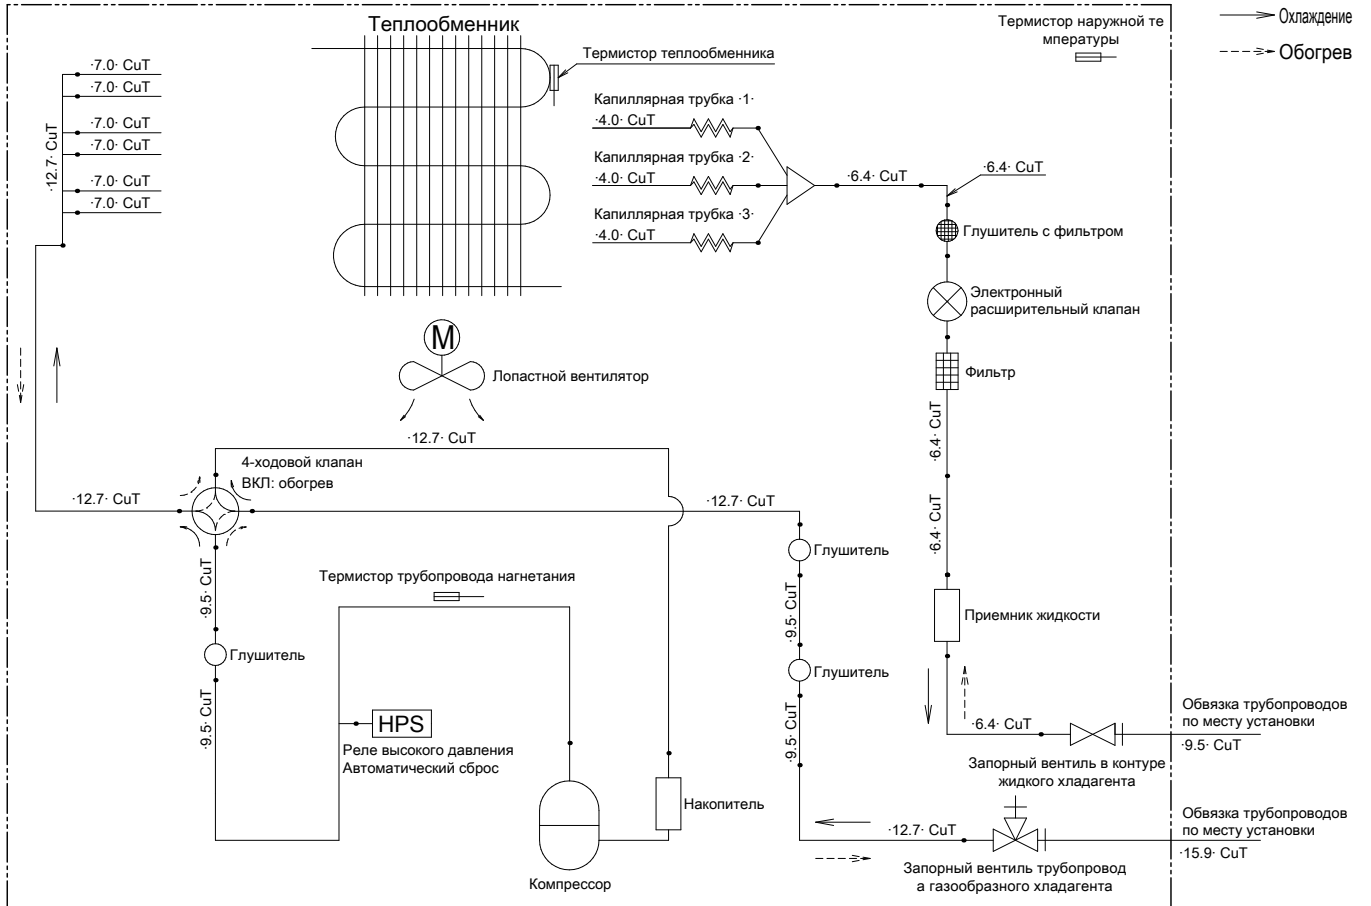 Теплообменник
Термистор наружной те
мпературы
Охлаждение
Обогрев
Термистор теплообменника
·7.0· CuT
·7.0· CuT
·7.0· CuT
·7.0· CuT
·7.0· CuT
·7.0· CuT
·12.7· CuT
Капиллярная трубка ·1·
·4.0· CuT
Капиллярная трубка ·2·
·4.0· CuT
Капиллярная трубка ·3·
·4.0· CuT
·6.4· CuT
·6.4· CuT
Глушитель с фильтром
Электронный
расширительный клапан
Фильтр
·6.4· CuT
·6.4· CuT
M
Лопастной вентилятор
·12.7· CuT
4-ходовой клапан
ВКЛ: обогрев
·12.7· CuT
·12.7· CuT
Глушитель
·9.5· CuT
Термистор трубопровода нагнетания
·9.5· CuT
Глушитель
·9.5· CuT
Глушитель
·9.5· CuT
Приемник жидкости
HPS
Реле высокого давления
Автоматический сброс
Компрессор
Накопитель
·6.4· CuT
Обвязка трубопроводов
по месту установки
·9.5· CuT
Запорный вентиль в контуре
жидкого хладагента
·12.7· CuT
Обвязка трубопроводов
по месту установки
·15.9· CuT
Запорный вентиль трубопровод
а газообразного хладагента